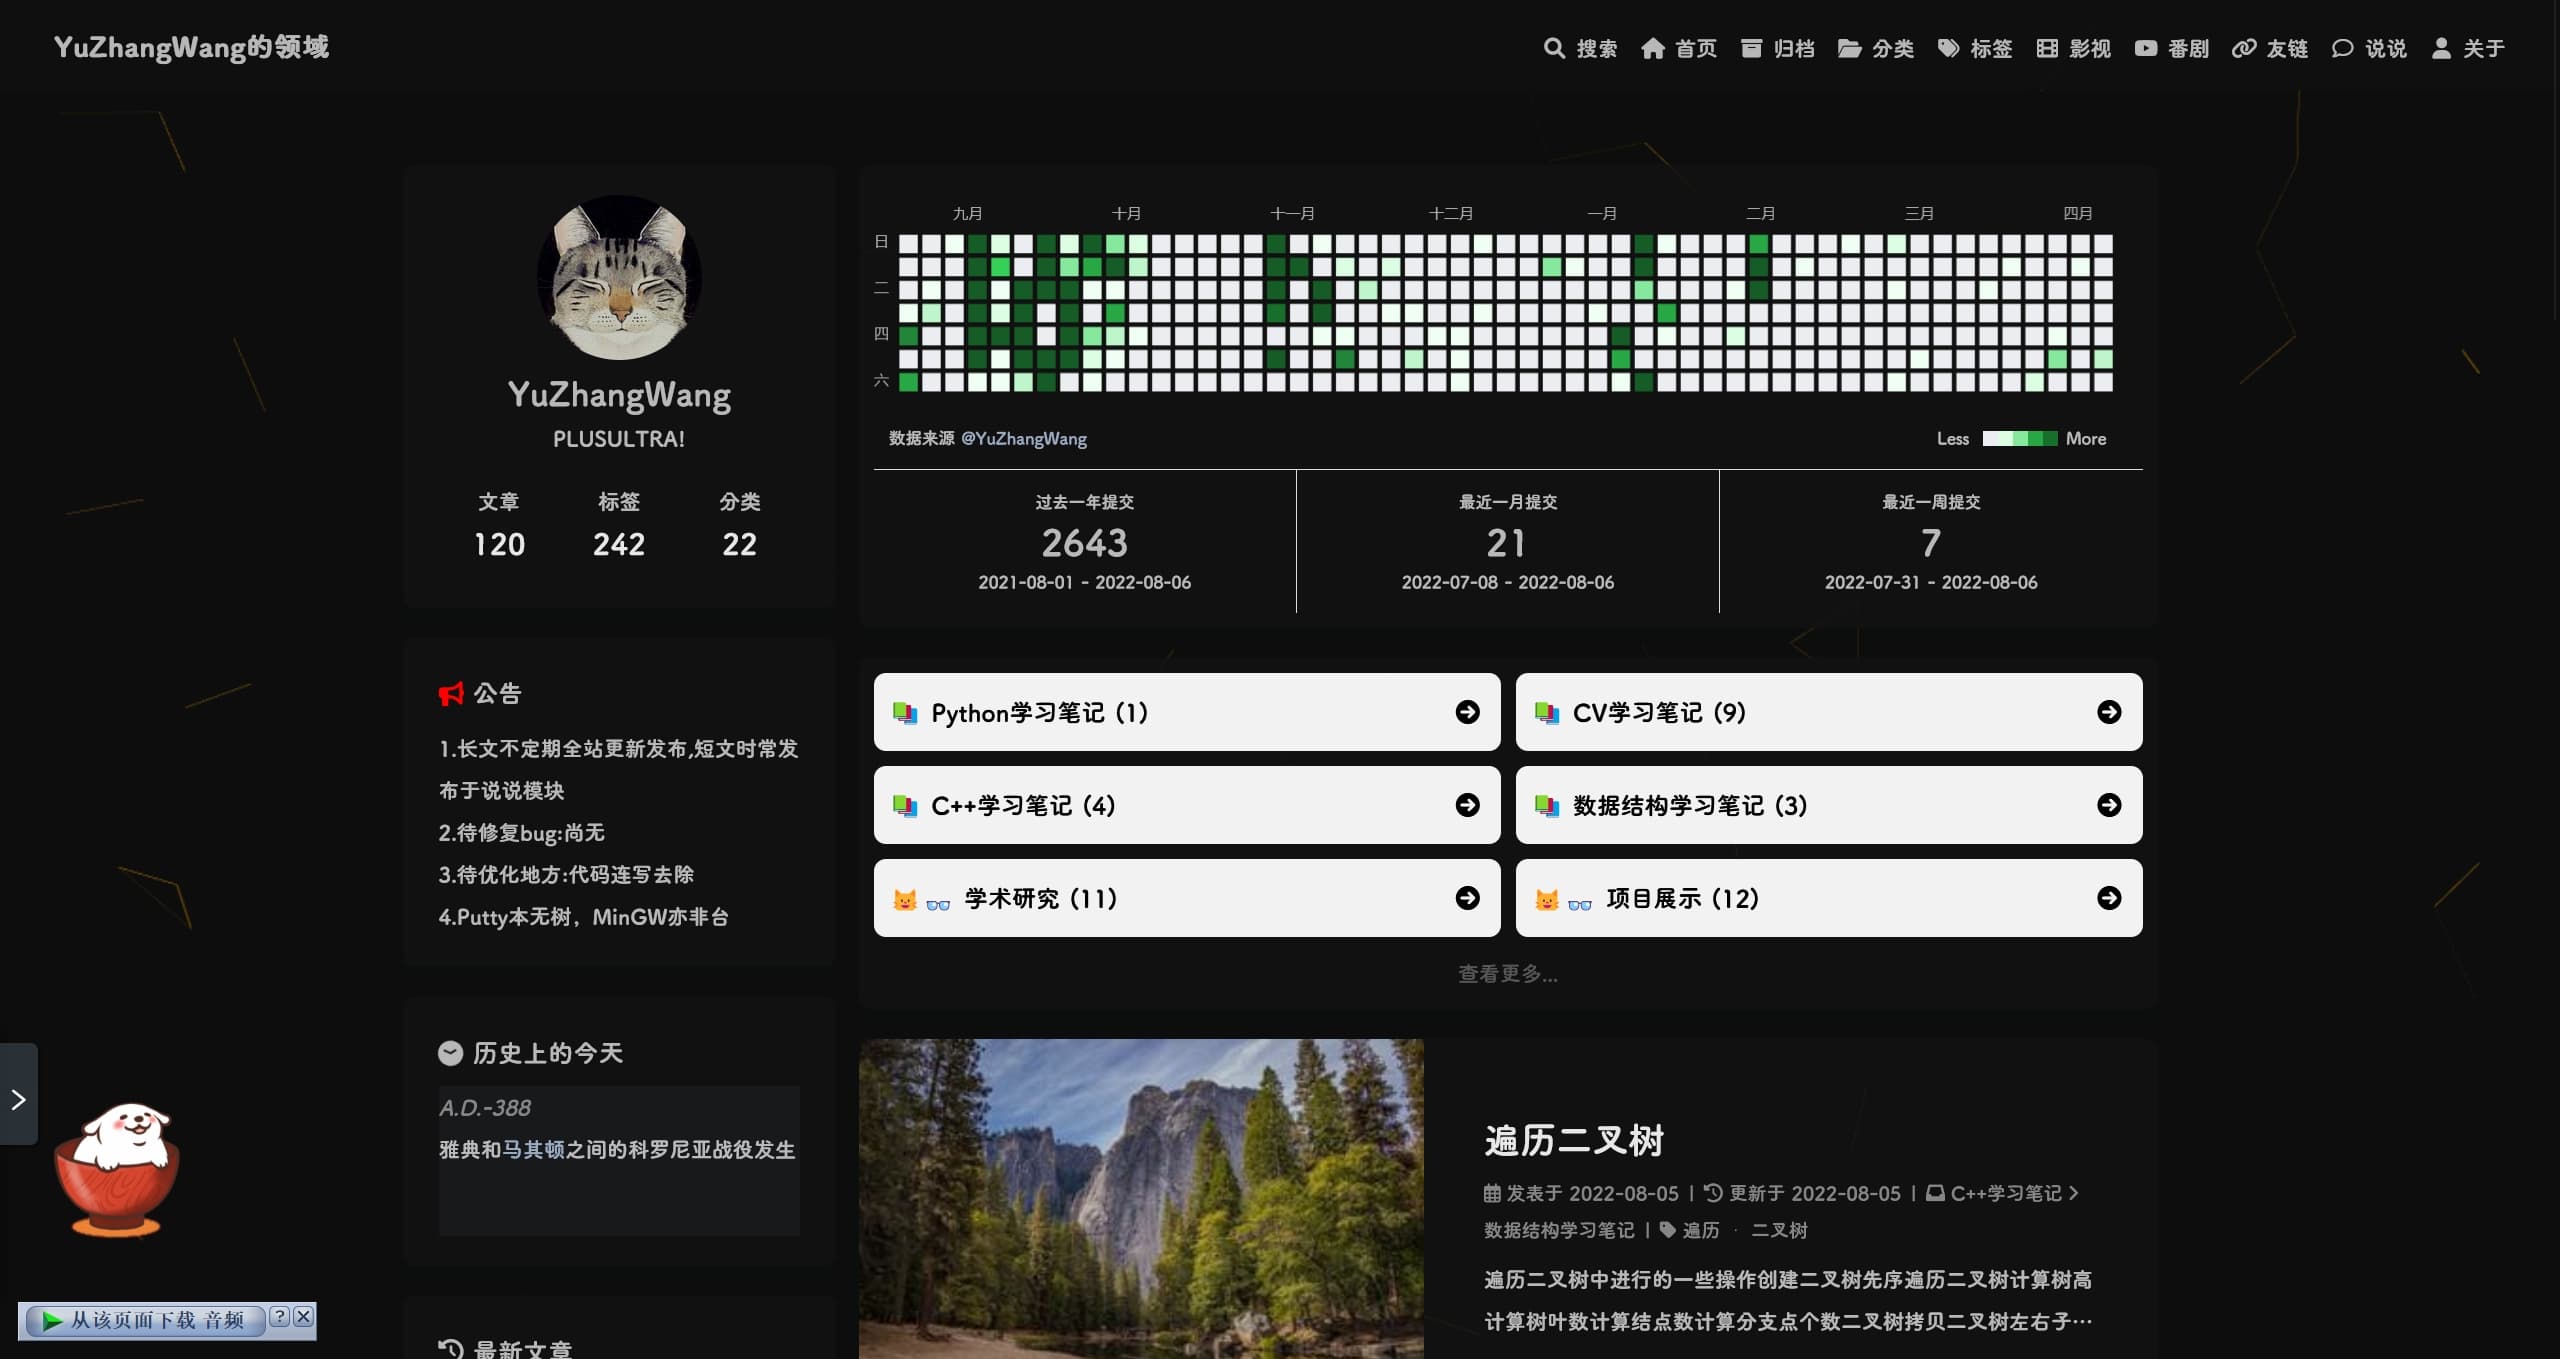 YuZhangWang的领域
搜索 首页 归档 分类 标签 影视 番剧 友链 说说 关于
YuZhangWang
PLUSULTRA!
文章 标签 分类
120 242 22
九月 十月 十一月 十二月 一月 二月 三月 四月
日
二
四
六
数据来源 @YuZhangWang
Less More
过去一年提交 最近一月提交 最近一周提交
2643 21 7
2021-08-01 - 2022-08-06 2022-07-08 - 2022-08-06 2022-07-31 - 2022-08-06
公告
1.长文不定期全站更新发布,短文时常发
布于说说模块
2.待修复bug:尚无
3.待优化地方:代码连写去除
4.Putty本无树，MinGW亦非台
Python学习笔记 (1) CV学习笔记 (9)
C++学习笔记 (4) 数据结构学习笔记 (3)
学术研究 (11) 项目展示 (12)
查看更多...
历史上的今天
A.D.-388
雅典和马其顿之间的科罗尼亚战役发生
最新文章
遍历二叉树
发表于 2022-08-05 | 更新于 2022-08-05 | C++学习笔记 >
数据结构学习笔记 | 遍历 · 二叉树
遍历二叉树中进行的一些操作创建二叉树先序遍历二叉树计算树高
计算树叶数计算结点数计算分支点个数二叉树拷贝二叉树左右子…
从该页面下载 音频 ? X